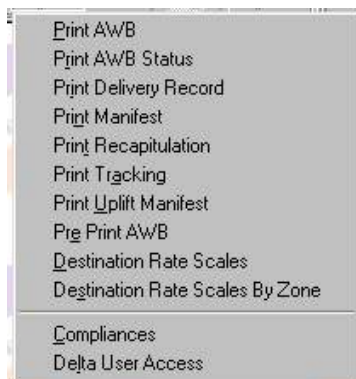 Print AWB
Print AWB Status
Print Delivery Record
Print Manifest
Print Recapitulation
Print Tracking
Print Uplift Manifest
Pre Print AWB
Destination Rate Scales
Destination Rate Scales By Zone
Compliances
Delta User Access